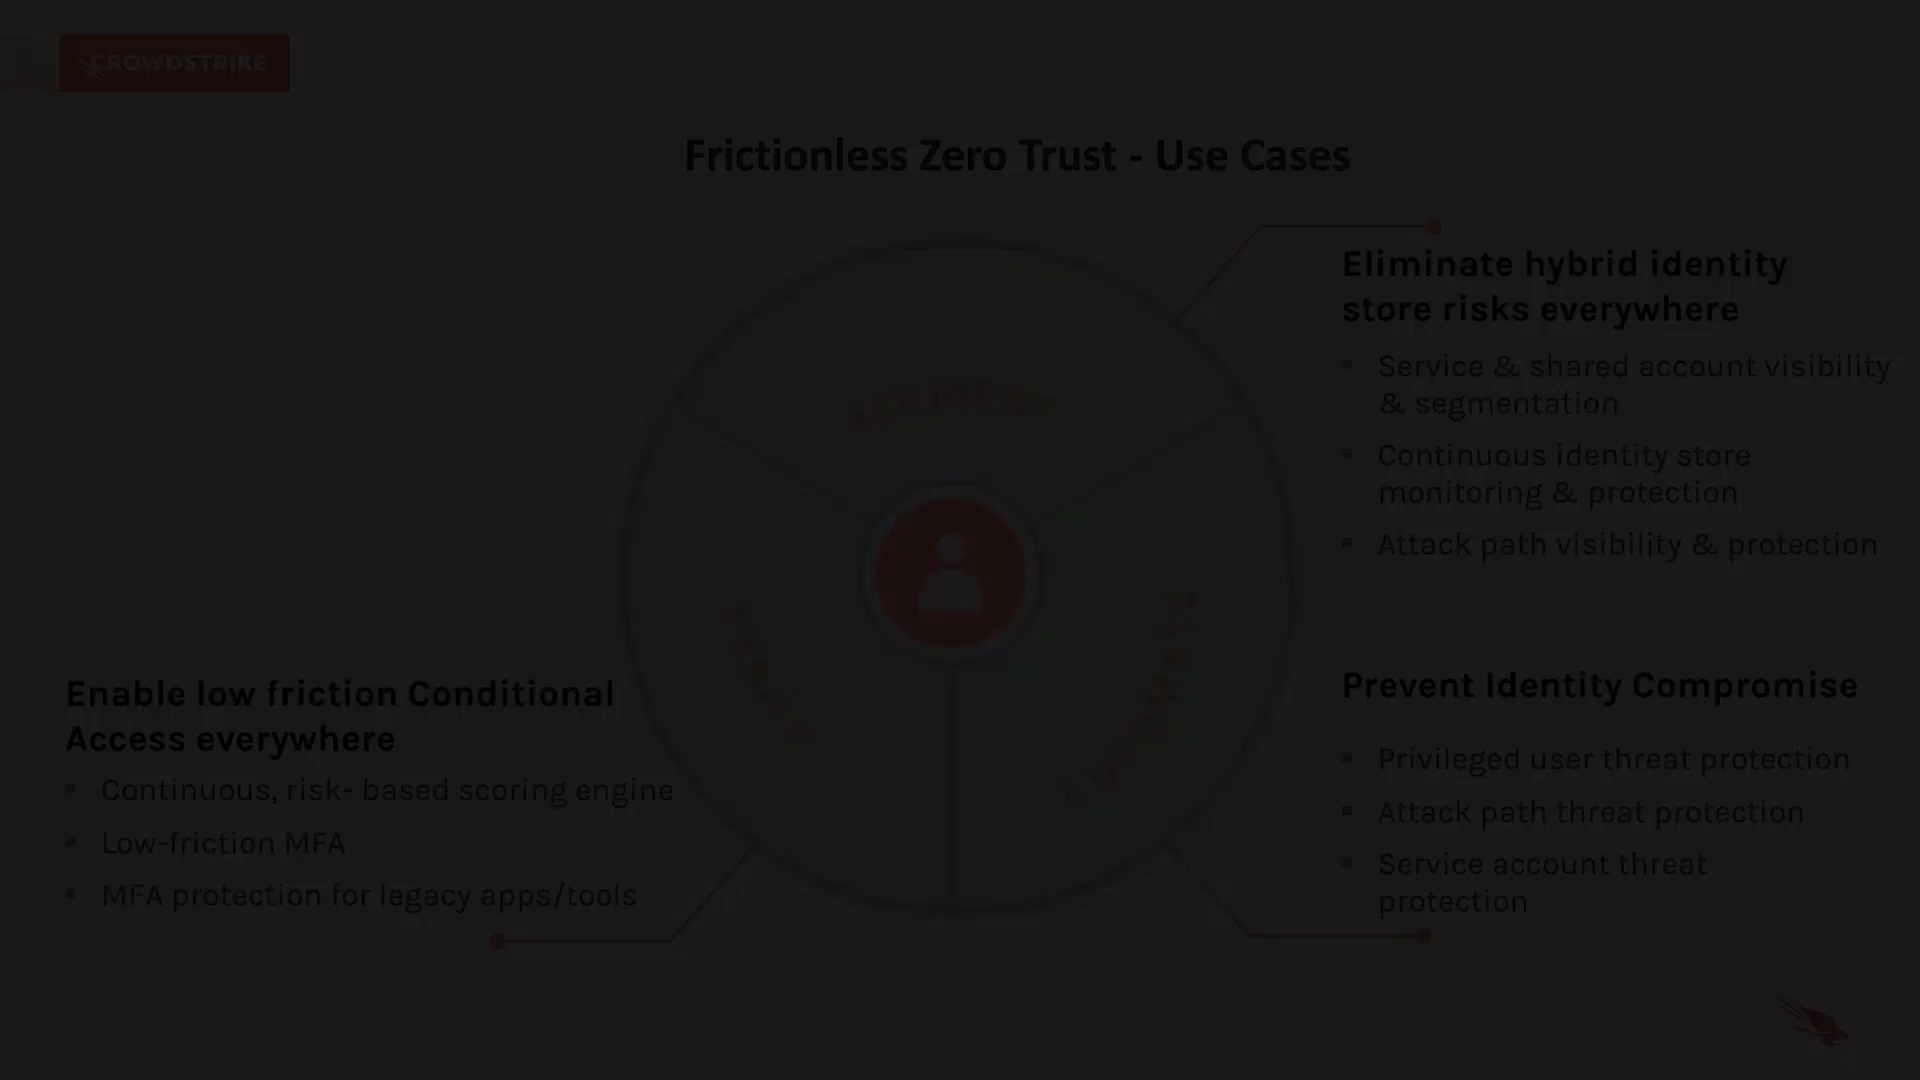 CROWDSTRIKE
Frictionless Zero Trust - Use Cases
Eliminate hybrid identity
store risks everywhere
Service & shared account visibility
& segmentation
Continuous identity store
monitoring & protection
Attack path visibility & protection
SEGMENT
VERIFY
AUTOMATE
Enable low friction Conditional
Access everywhere
Continuous, risk- based scoring engine
Low-friction MFA
MFA protection for legacy apps/tools
Prevent Identity Compromise
Privileged user threat protection
Attack path threat protection
Service account threat
protection